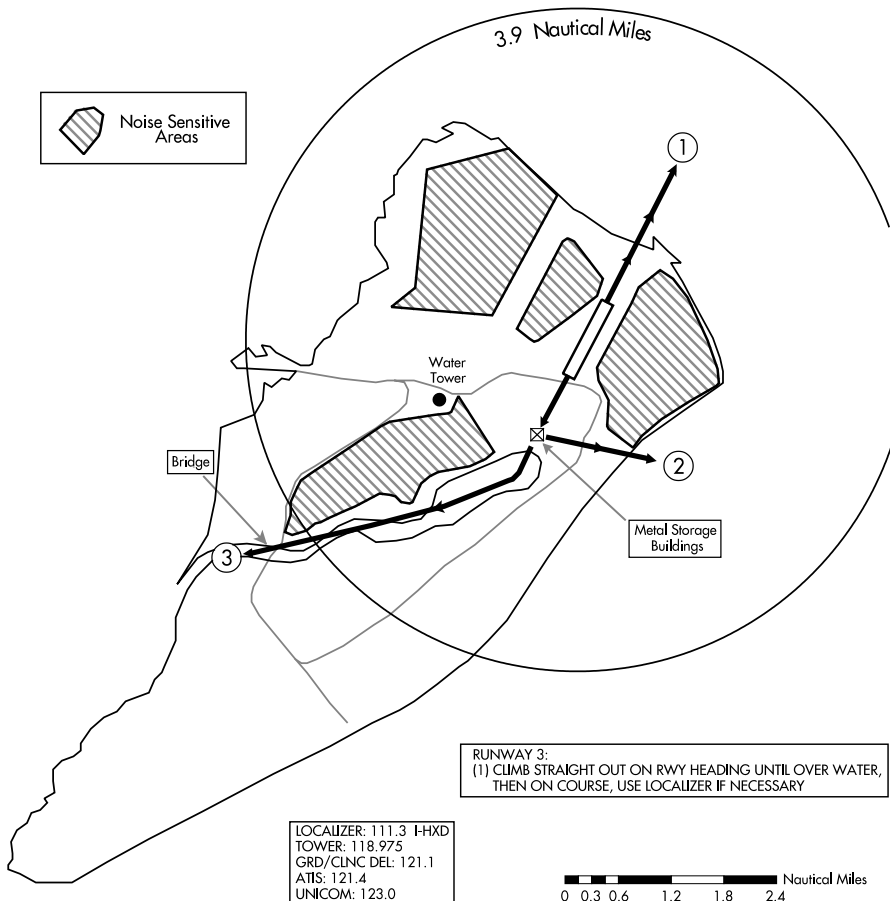 3.9 Nautical Miles
Noise Sensitive
Areas
1
Water
Tower
Bridge
2
3
Metal Storage
Buildings
RUNWAY 3:
(1) CLIMB STRAIGHT OUT ON RWY HEADING UNTIL OVER WATER,
THEN ON COURSE, USE LOCALIZER IF NECESSARY
LOCALIZER: 111.3 I-HXD
TOWER: 118.975
GRD/CLNC DEL: 121.1
ATIS: 121.4
UNICOM: 123.0
Nautical Miles
0 0.3 0.6 1.2 1.8 2.4